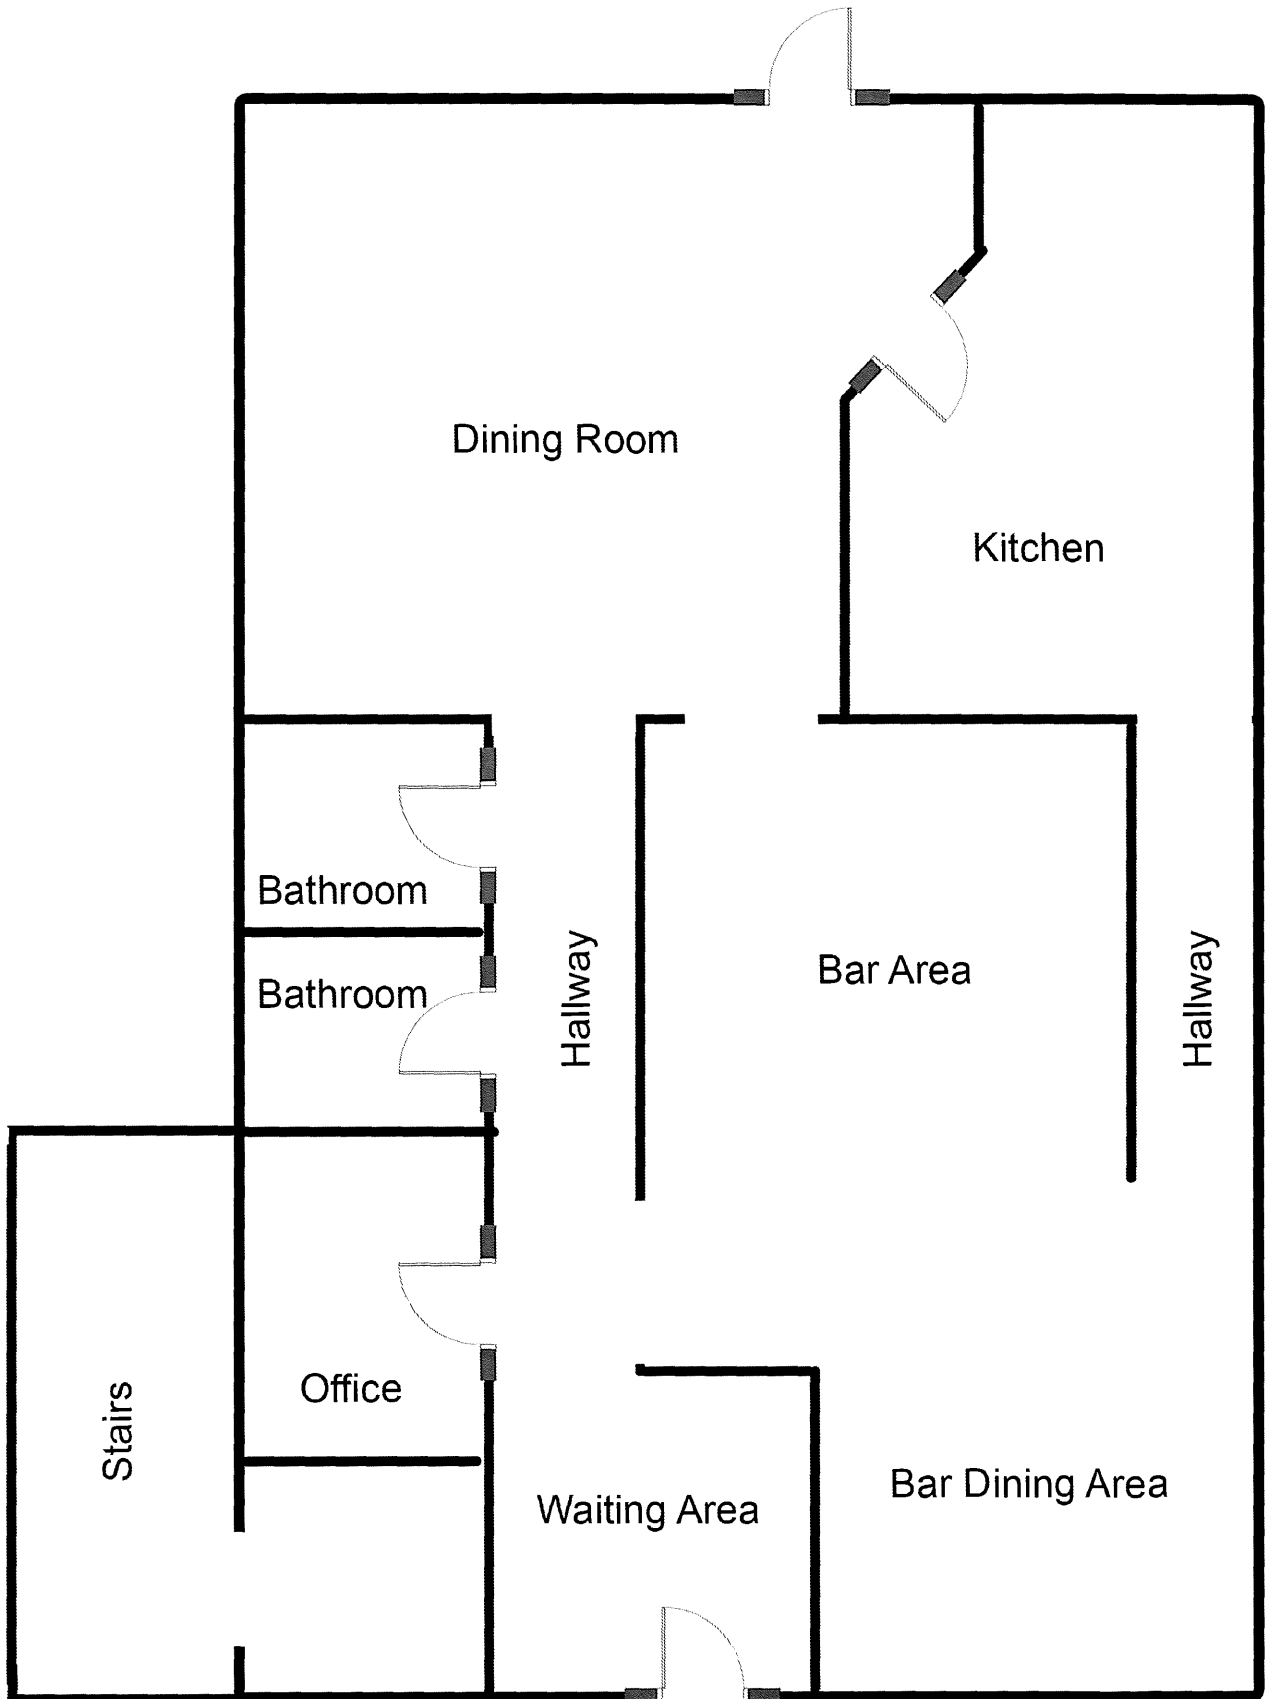 Dining Room
Kitchen
Bathroom
Bathroom
Hallway
Bar Area
Hallway
Office
Stairs
Waiting Area
Bar Dining Area